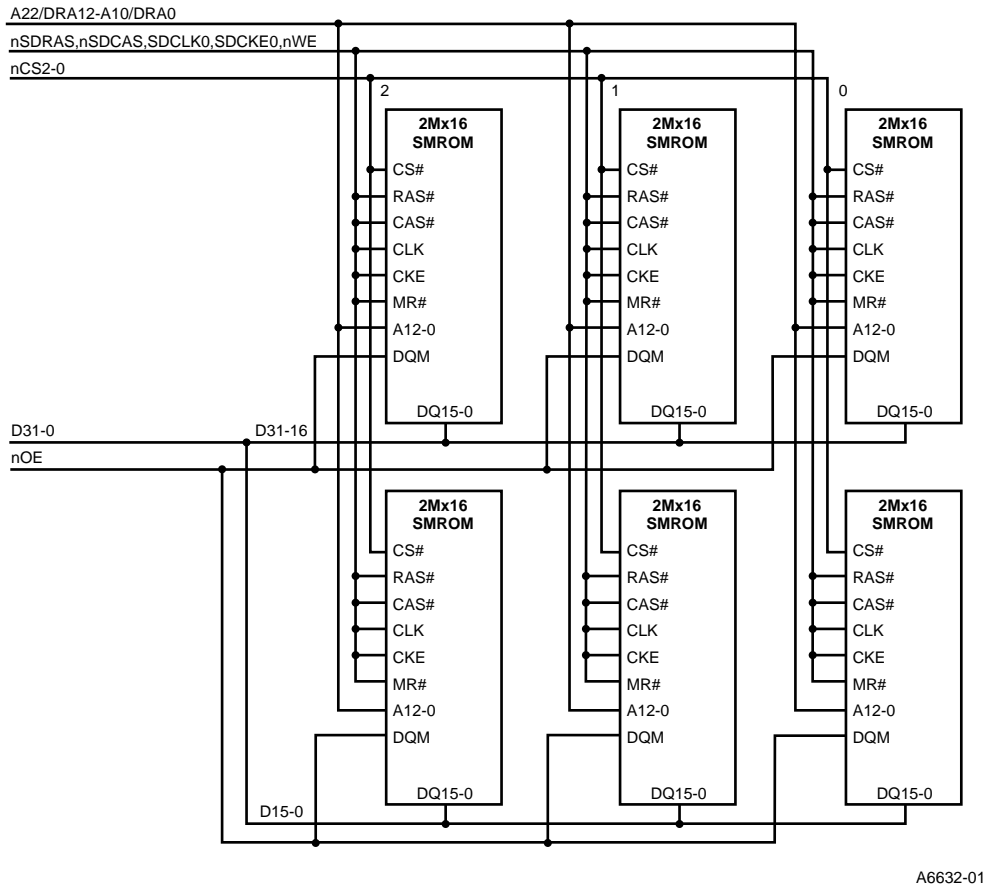 A22/DRA12-A10/DRA0
nSDRAS,nSDCAS,SDCLK0,SDCKE0,nWE
nCS2-0
2
1
0
2Mx16
SMROM
CS#
RAS#
CAS#
CLK
CKE
MR#
A12-0
DQM
DQ15-0
2Mx16
SMROM
CS#
RAS#
CAS#
CLK
CKE
MR#
A12-0
DQM
DQ15-0
2Mx16
SMROM
CS#
RAS#
CAS#
CLK
CKE
MR#
A12-0
DQM
DQ15-0
D31-0
D31-16
nOE
2Mx16
SMROM
CS#
RAS#
CAS#
CLK
CKE
MR#
A12-0
DQM
DQ15-0
2Mx16
SMROM
CS#
RAS#
CAS#
CLK
CKE
MR#
A12-0
DQM
DQ15-0
2Mx16
SMROM
CS#
RAS#
CAS#
CLK
CKE
MR#
A12-0
DQM
DQ15-0
D15-0
A6632-01